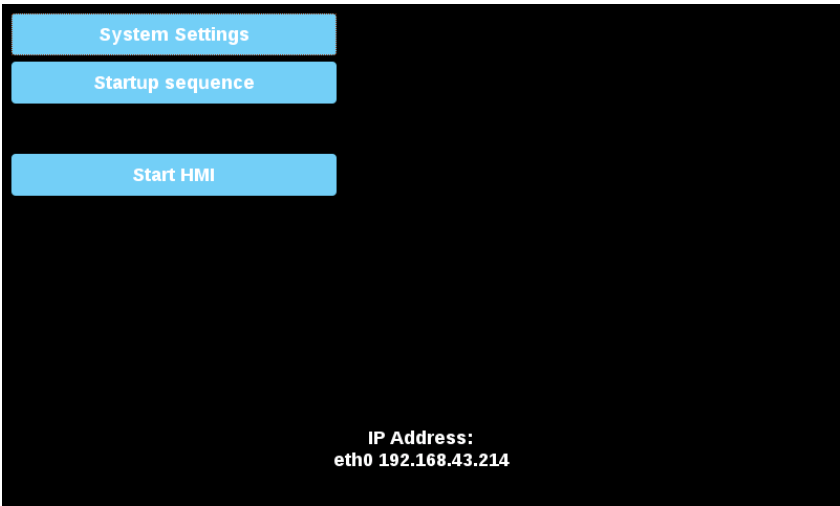 System Settings
Startup sequence
Start HMI
IP Address:
eth0 192.168.43.214